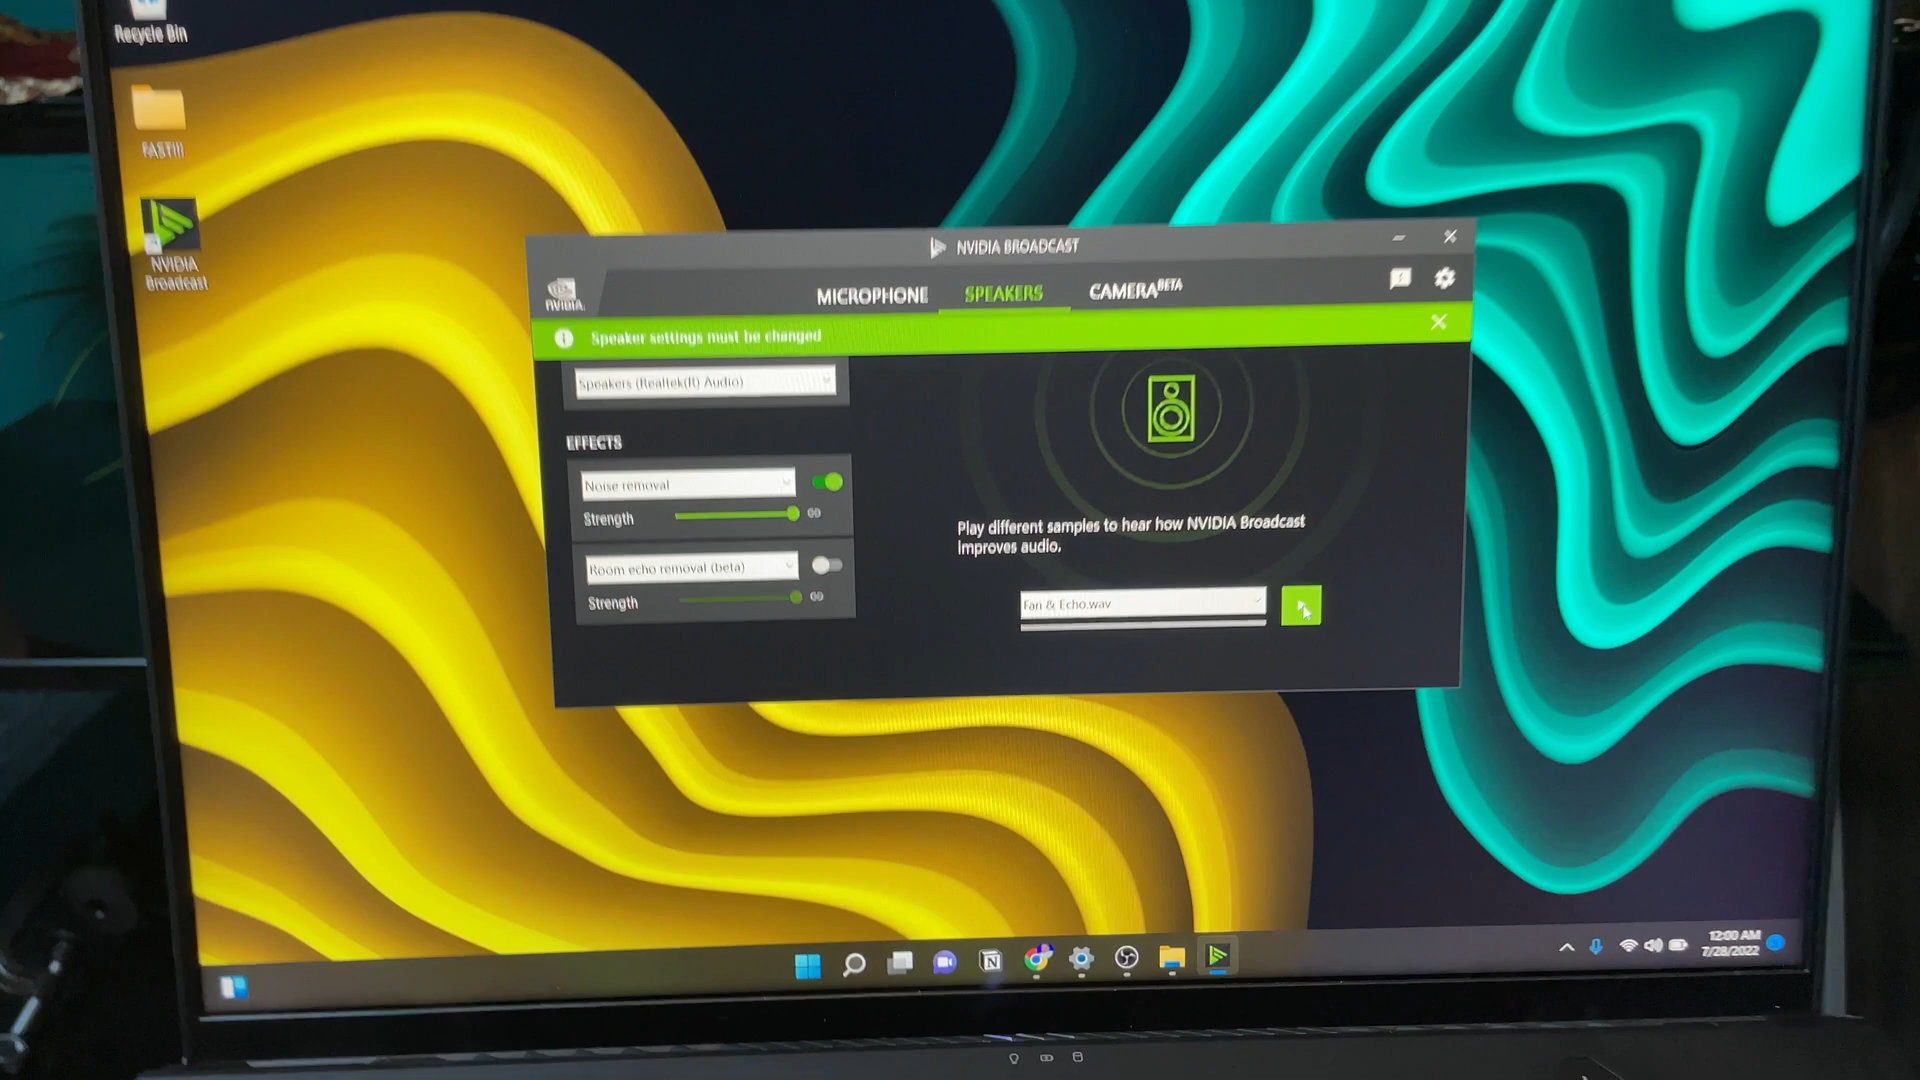 Recycle Bin
FAST!!!
NVIDIA
Broadcast
NVIDIA BROADCAST
NVIDIA.
MICROPHONE
SPEAKERS
CAMERA BETA
Speaker settings must be changed
Speakers (Realtek(R) Audio)
EFFECTS
Noise removal
Strength
Room echo removal (beta)
Strength
Play different samples to hear how NVIDIA Broadcast
improves audio.
Fan & Echo.wav
12:00 AM
7/28/2022